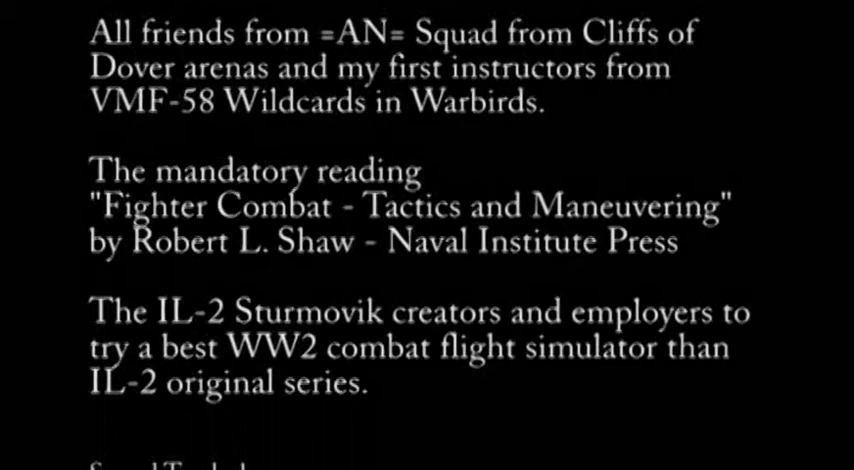 All friends from =AN= Squad from Cliffs of
Dover arenas and my first instructors from
VMF-58 Wildcards in Warbirds.
The mandatory reading
"Fighter Combat - Tactics and Maneuvering"
by Robert L. Shaw - Naval Institute Press
The IL-2 Sturmovik creators and employers to
try a best WW2 combat flight simulator than
IL-2 original series.